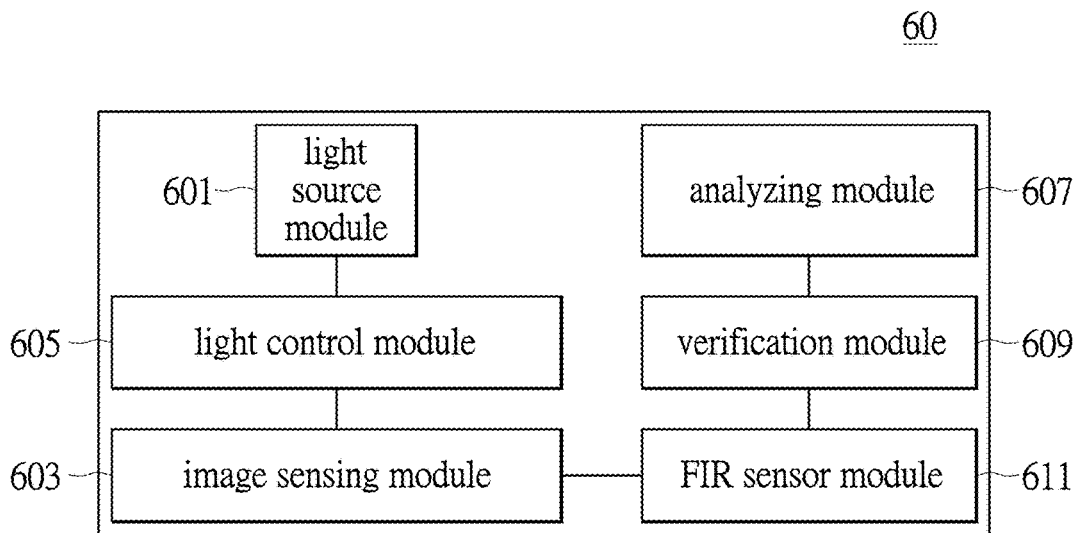 60
light
source
module
601
analyzing module
607
605
light control module
verification module
609
603
image sensing module
FIR sensor module
611